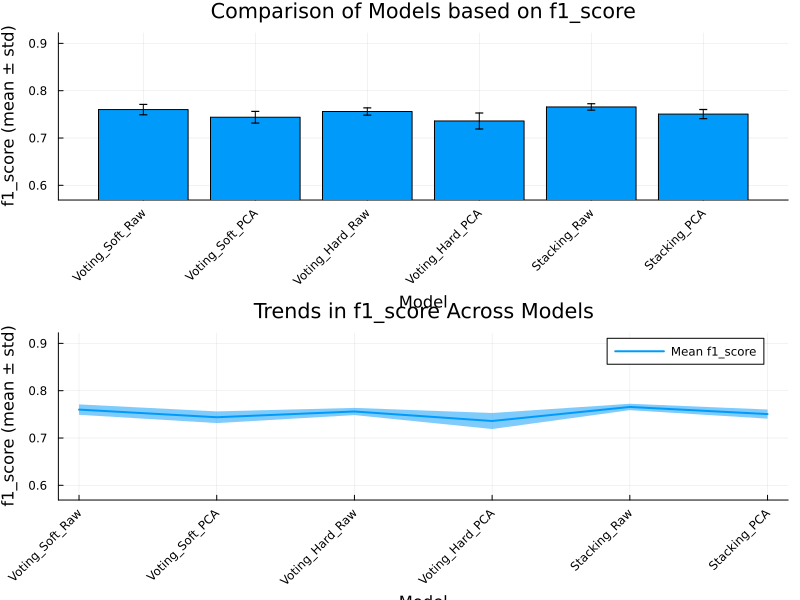 Comparison of Models based on f1_score
f1_score (mean ± std)
0.9
0.8
0.7
0.6
Voting_Soft_Raw
Voting_Soft_PCA
Voting_Hard_Raw
Voting_Hard_PCA
Stacking_Raw
Stacking_PCA
Model
Trends in f1_score Across Models
f1_score (mean ± std)
0.9
0.8
0.7
0.6
Mean f1_score
Voting_Soft_Raw
Voting_Soft_PCA
Voting_Hard_Raw
Voting_Hard_PCA
Stacking_Raw
Stacking_PCA
Model